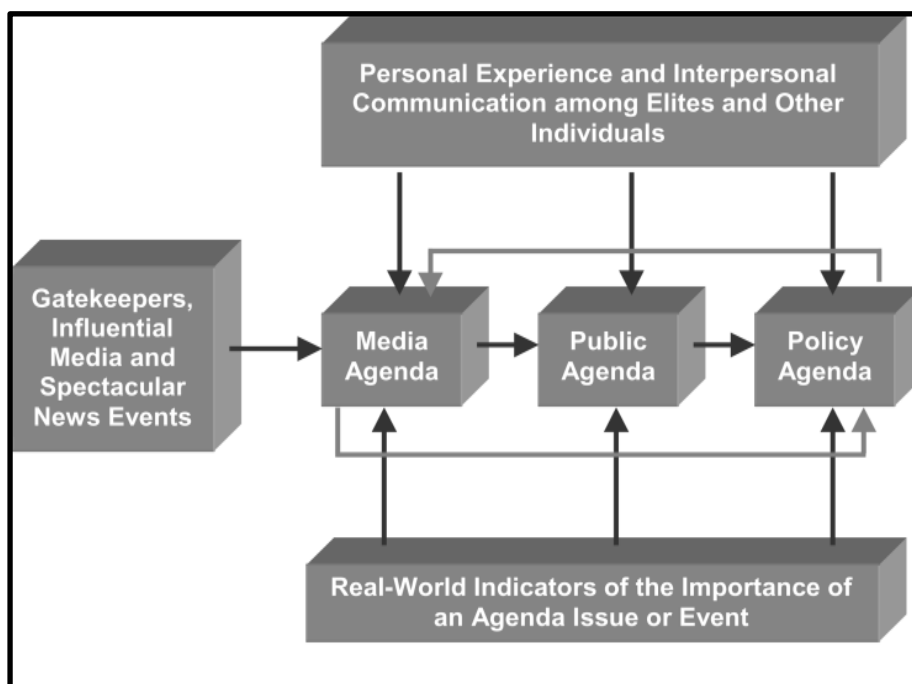 Personal Experience and Interpersonal
Communication among Elites and Other
Individuals
Gatekeepers,
Influential
Media and
Spectacular
News Events
Media
Agenda
Public
Agenda
Policy
Agenda
Real-World Indicators of the Importance of
an Agenda Issue or Event